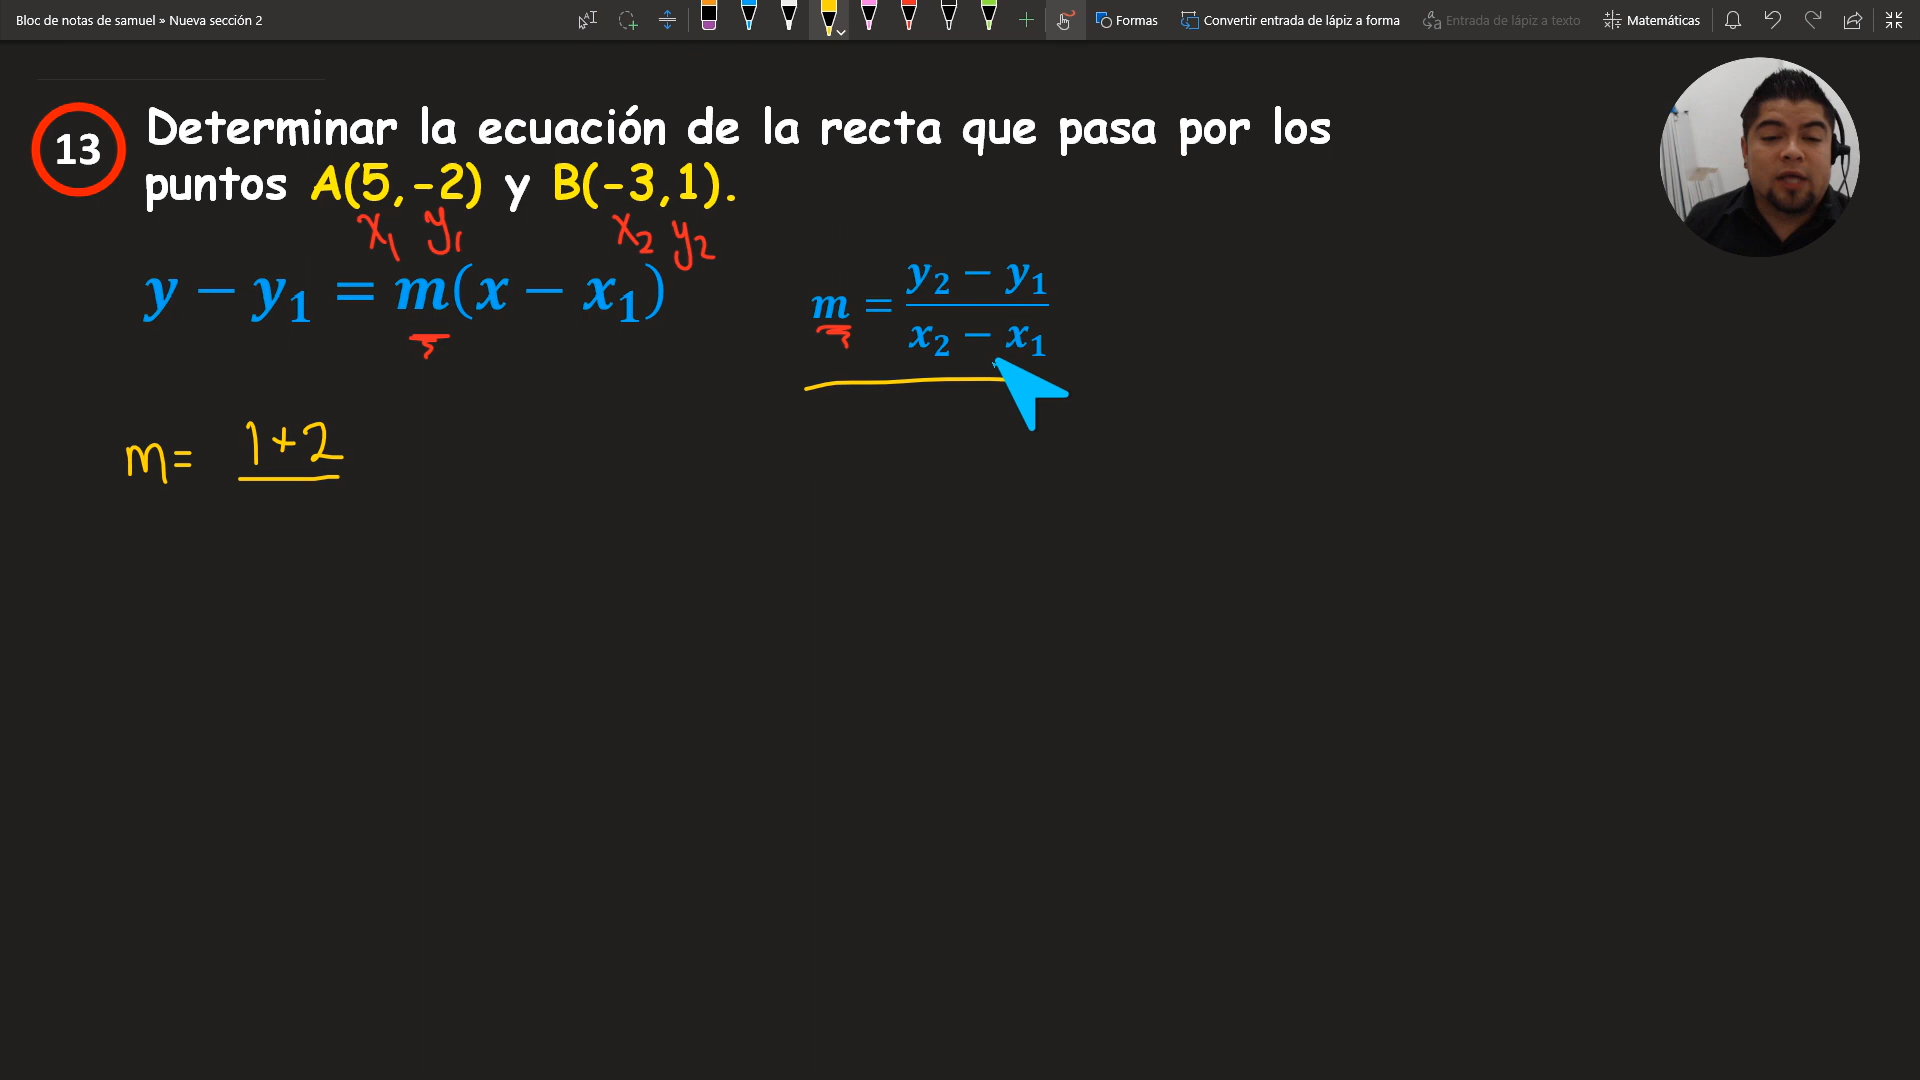 Bloc de notas de samuel » Nueva sección 2
Formas
Convertir entrada de lápiz a forma
Entrada de lápiz a texto
Matemáticas
13
Determinar la ecuación de la recta que pasa por los
puntos A(5,-2) y B(-3,1).
x₁ y₁ x₂ y₂
y − y₁ = m(x − x₁)
m = (y₂ − y₁)/(x₂ − x₁)
m= 1+2